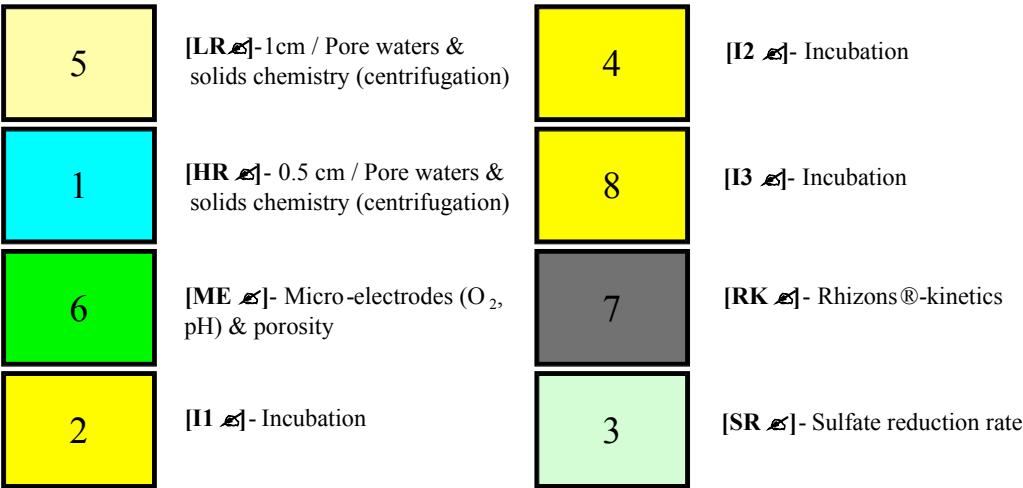 5
[LR✍]-1cm / Pore waters &
solids chemistry (centrifugation)
1
[HR ✍]- 0.5 cm / Pore waters &
solids chemistry (centrifugation)
6
[ME ✍]- Micro-electrodes (O2,
pH) & porosity
2
[I1 ✍]- Incubation
4
[I2 ✍]- Incubation
8
[I3 ✍]- Incubation
7
[RK ✍]- Rhizons®-kinetics
3
[SR ✍]- Sulfate reduction rate